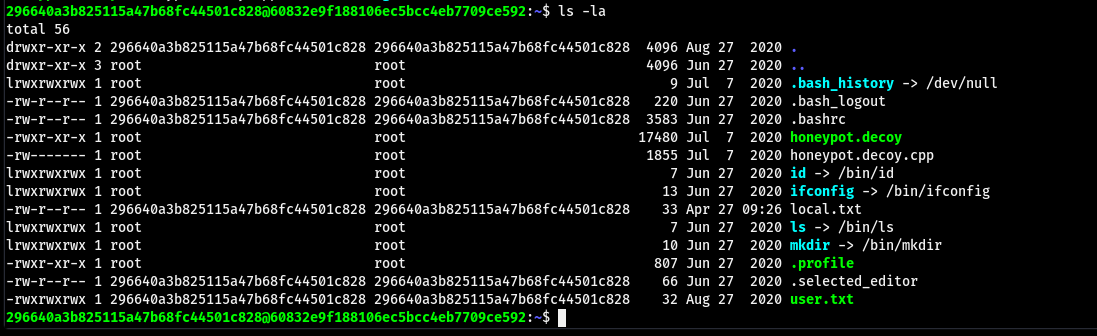 296640a3b825115a47b68fc44501c828@60832e9f188106ec5bcc4eb7709ce592:~$ ls -la
total 56
drwxr-xr-x 2 296640a3b825115a47b68fc44501c828 296640a3b825115a47b68fc44501c828  4096 Aug 27  2020 .
drwxr-xr-x 3 root                             root                              4096 Jun 27  2020 ..
lrwxrwxrwx 1 root                             root                                 9 Jul  7  2020 .bash_history -> /dev/null
-rw-r--r-- 1 296640a3b825115a47b68fc44501c828 296640a3b825115a47b68fc44501c828   220 Jun 27  2020 .bash_logout
-rw-r--r-- 1 296640a3b825115a47b68fc44501c828 296640a3b825115a47b68fc44501c828  3583 Jun 27  2020 .bashrc
-rwxr-xr-x 1 root                             root                             17480 Jul  7  2020 honeypot.decoy
-rw------- 1 root                             root                              1855 Jul  7  2020 honeypot.decoy.cpp
lrwxrwxrwx 1 root                             root                                 7 Jun 27  2020 id -> /bin/id
lrwxrwxrwx 1 root                             root                                13 Jun 27  2020 ifconfig -> /bin/ifconfig
-rw-r--r-- 1 296640a3b825115a47b68fc44501c828 296640a3b825115a47b68fc44501c828    33 Apr 27 09:26 local.txt
lrwxrwxrwx 1 root                             root                                 7 Jun 27  2020 ls -> /bin/ls
lrwxrwxrwx 1 root                             root                                10 Jun 27  2020 mkdir -> /bin/mkdir
-rwxr-xr-x 1 root                             root                               807 Jun 27  2020 .profile
-rw-r--r-- 1 296640a3b825115a47b68fc44501c828 296640a3b825115a47b68fc44501c828    66 Jun 27  2020 .selected_editor
-rwxrwxrwx 1 296640a3b825115a47b68fc44501c828 296640a3b825115a47b68fc44501c828    32 Aug 27  2020 user.txt
296640a3b825115a47b68fc44501c828@60832e9f188106ec5bcc4eb7709ce592:~$